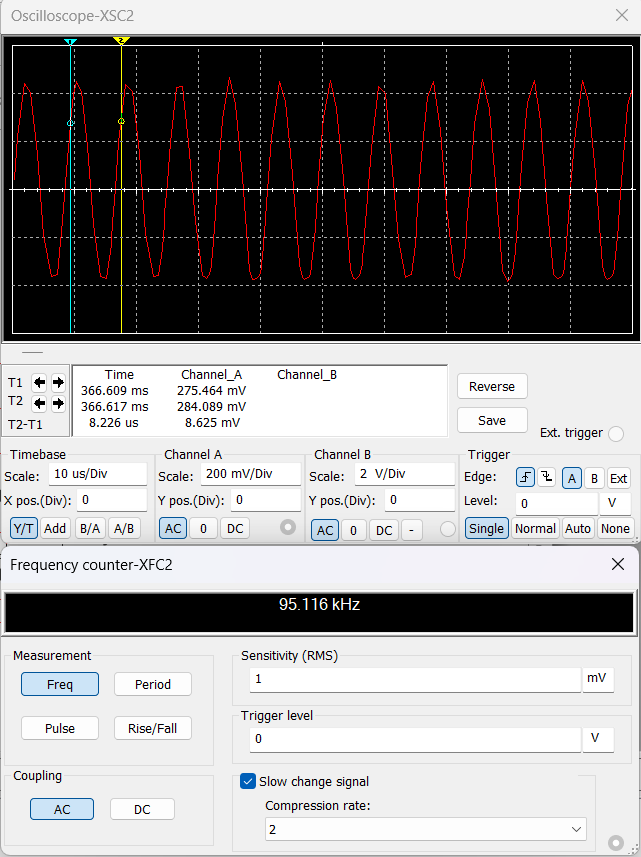 Oscilloscope-XSC2
1 2
Time Channel_A Channel_B
T1 366.609 ms 275.464 mV
T2 366.617 ms 284.089 mV
T2-T1 8.226 us 8.625 mV
Reverse
Save
Ext. trigger
Timebase Channel A Channel B Trigger
Scale: 10 us/Div Scale: 200 mV/Div Scale: 2 V/Div Edge: A B Ext
X pos.(Div): 0 Y pos.(Div): 0 Y pos.(Div): 0 Level: 0 V
Y/T Add B/A A/B AC 0 DC AC 0 DC - Single Normal Auto None
Frequency counter-XFC2
95.116 kHz
Measurement
Freq Period
Pulse Rise/Fall
Coupling
AC DC
Sensitivity (RMS)
1 mV
Trigger level
0 V
Slow change signal
Compression rate:
2